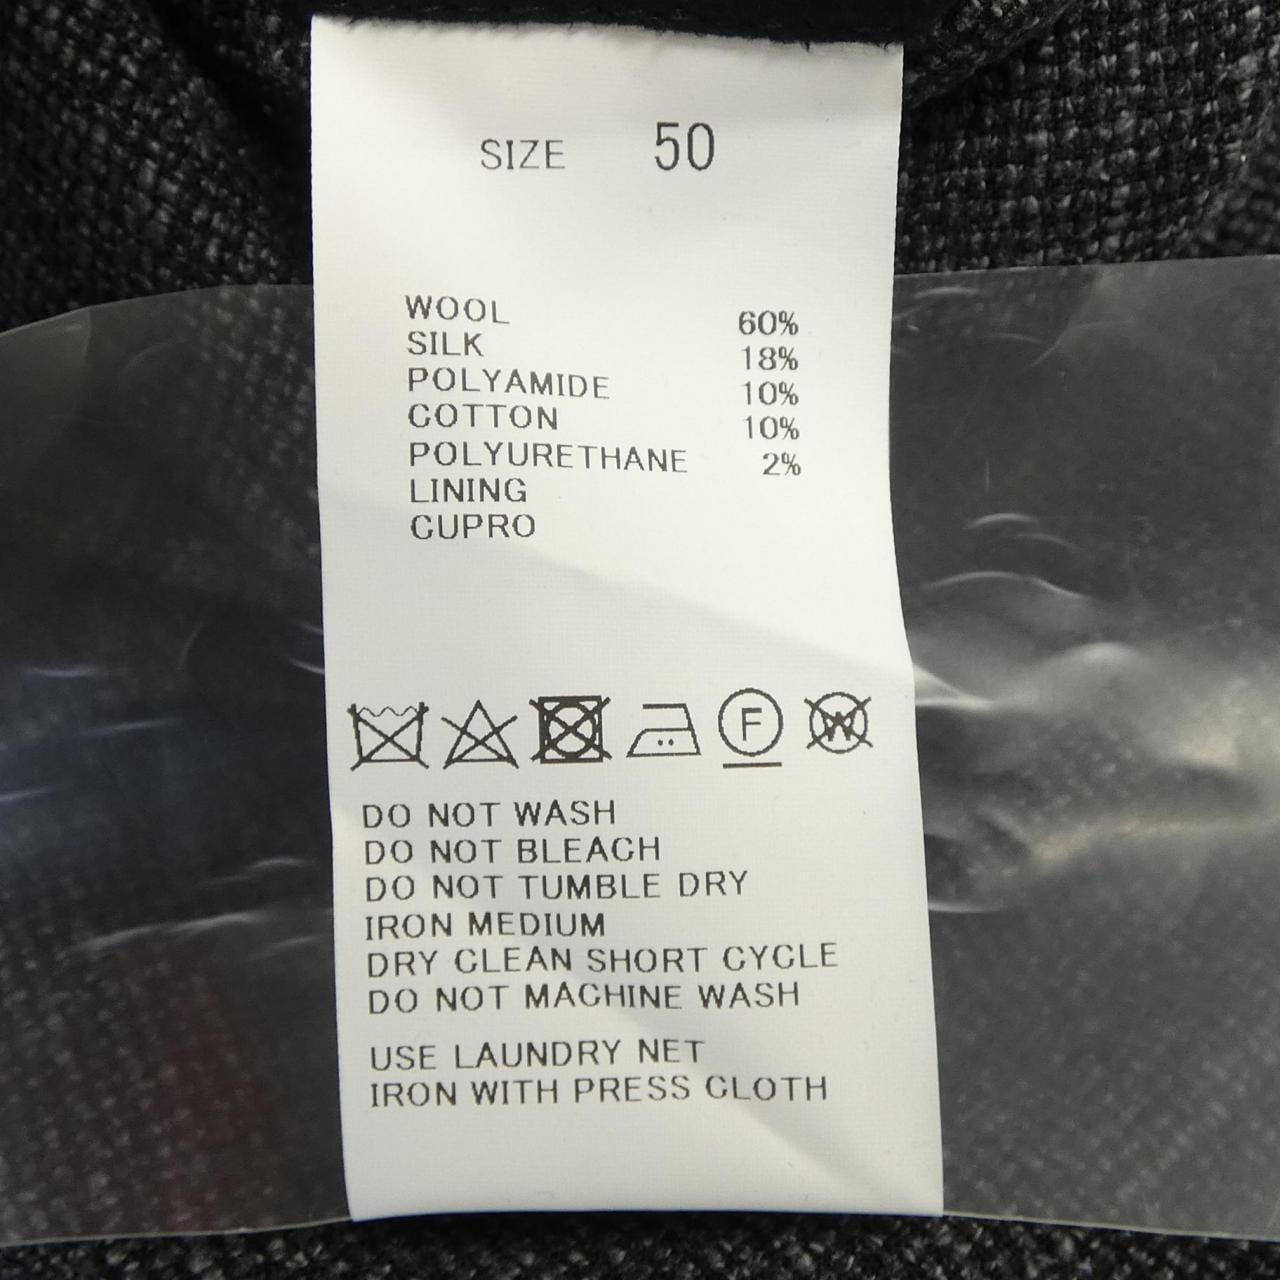 SIZE 50
WOOL 60%
SILK 18%
POLYAMIDE 10%
COTTON 10%
POLYURETHANE 2%
LINING
CUPRO
F W
DO NOT WASH
DO NOT BLEACH
DO NOT TUMBLE DRY
IRON MEDIUM
DRY CLEAN SHORT CYCLE
DO NOT MACHINE WASH
USE LAUNDRY NET
IRON WITH PRESS CLOTH